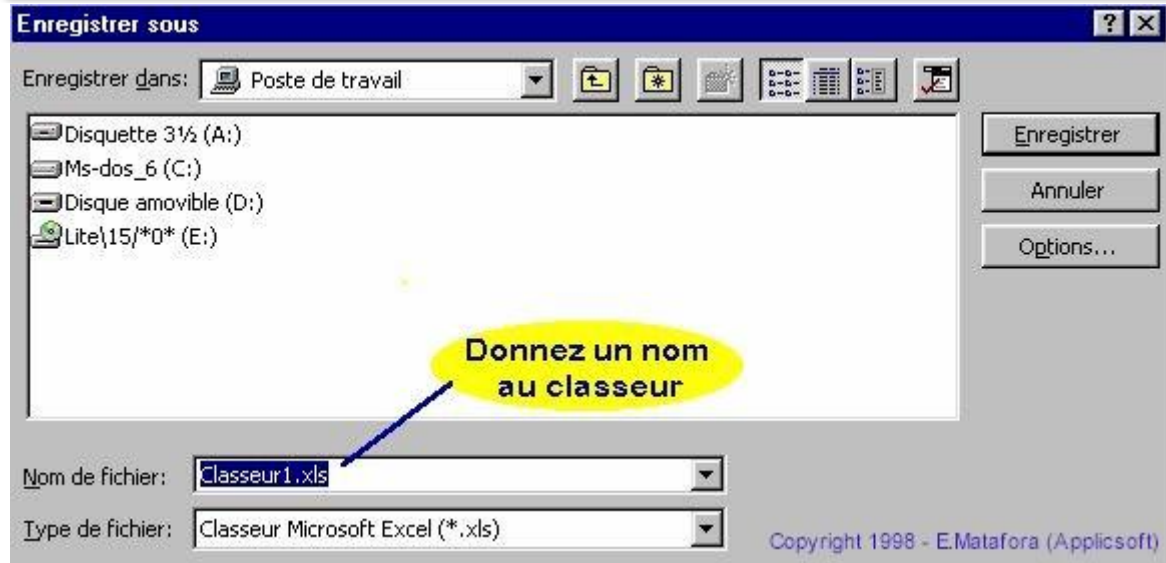 Enregistrer sous
Enregistrer dans: Poste de travail
Disquette 3½ (A:)
Ms-dos_6 (C:)
Disque amovible (D:)
Lite\15/*0* (E:)
Enregistrer
Annuler
Options...
Donnez un nom
au classeur
Nom de fichier: Classeur1.xls
Type de fichier: Classeur Microsoft Excel (*.xls)
Copyright 1998 - E.Matafora (Applicsoft)